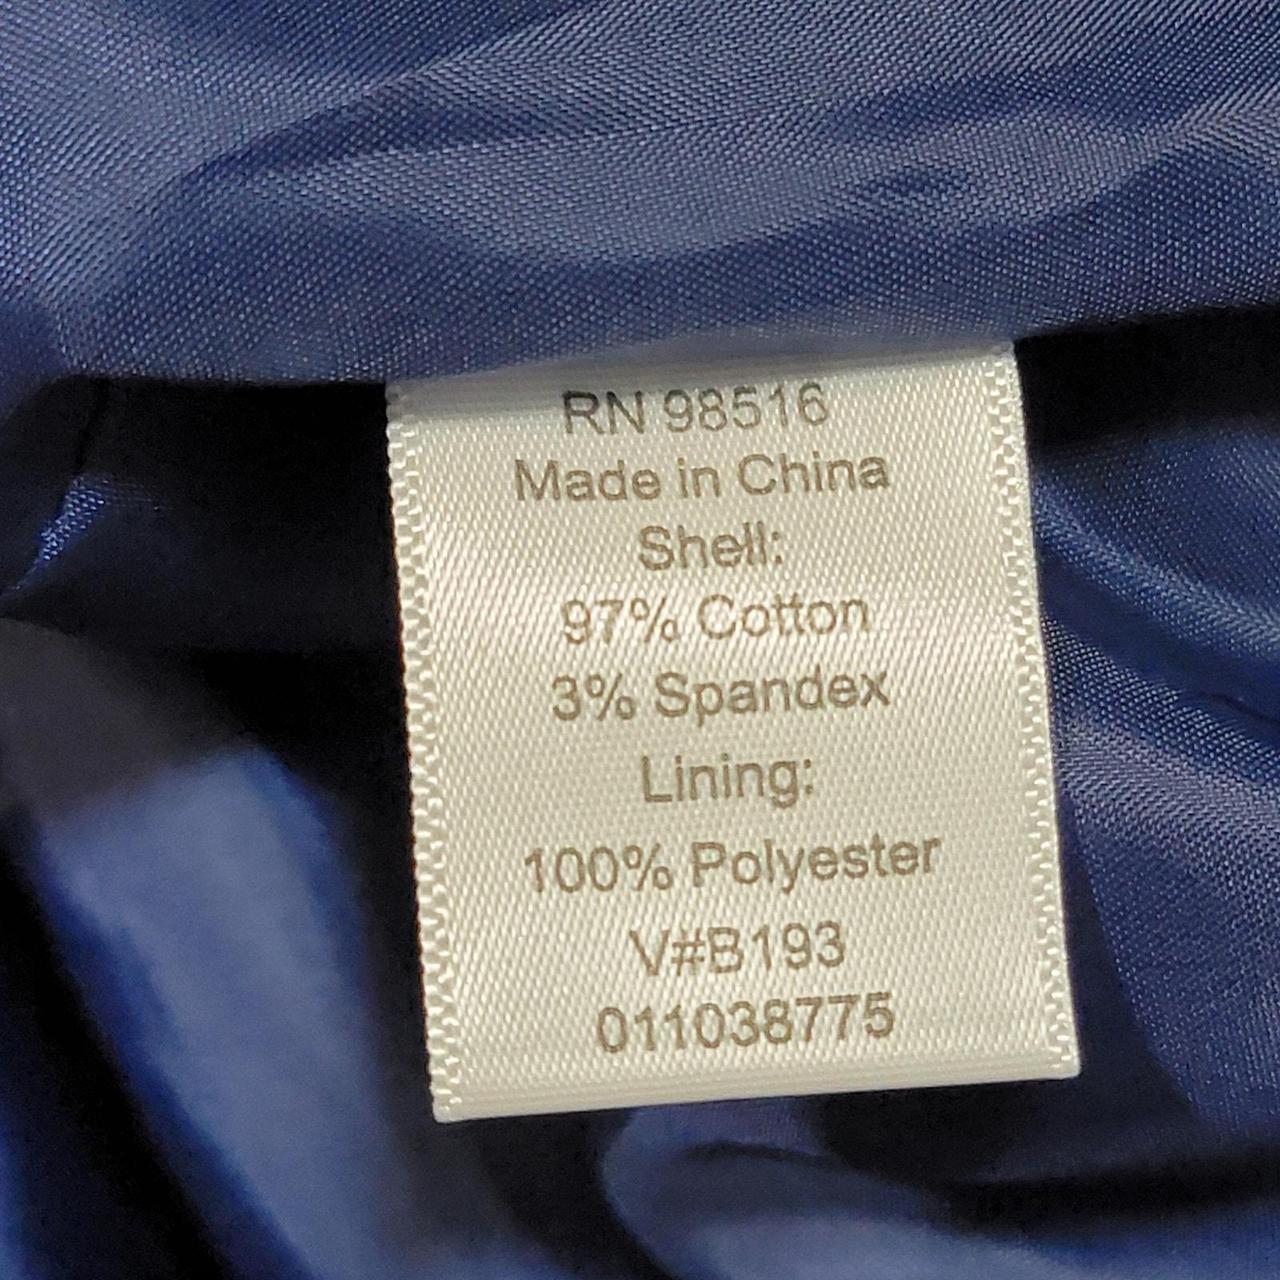 RN 98516
Made in China
Shell:
97% Cotton
3% Spandex
Lining:
100% Polyester
V#B193
011038775